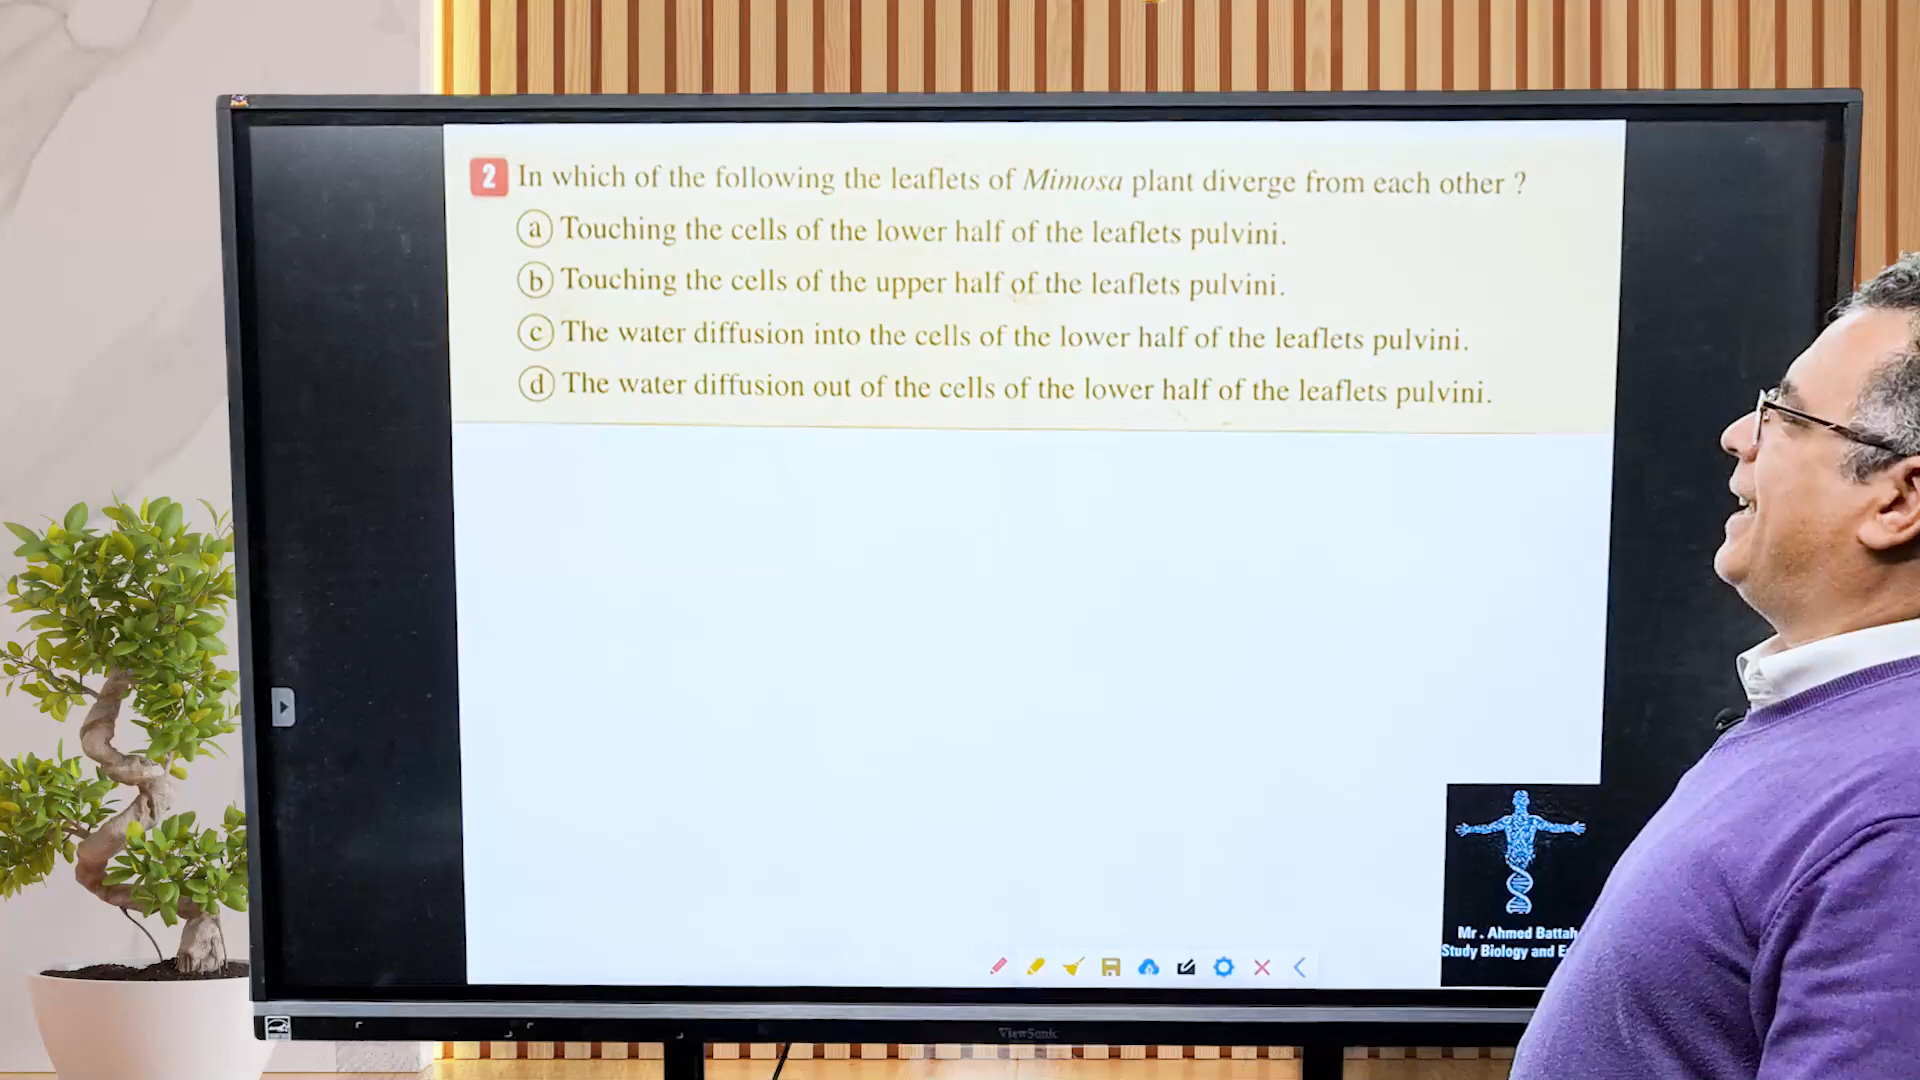 2 In which of the following the leaflets of Mimosa plant diverge from each other ?
a Touching the cells of the lower half of the leaflets pulvini.
b Touching the cells of the upper half of the leaflets pulvini.
c The water diffusion into the cells of the lower half of the leaflets pulvini.
d The water diffusion out of the cells of the lower half of the leaflets pulvini.
Mr . Ahmed Battah
Study Biology and
ViewSonic